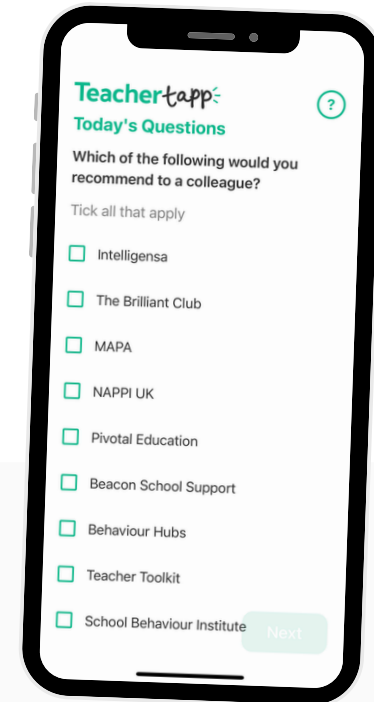 Teachertapp
?
Today's Questions
Which of the following would you
recommend to a colleague?
Tick all that apply
Intelligensa
The Brilliant Club
MAPA
NAPPI UK
Pivotal Education
Beacon School Support
Behaviour Hubs
Teacher Toolkit
School Behaviour Institute
Next